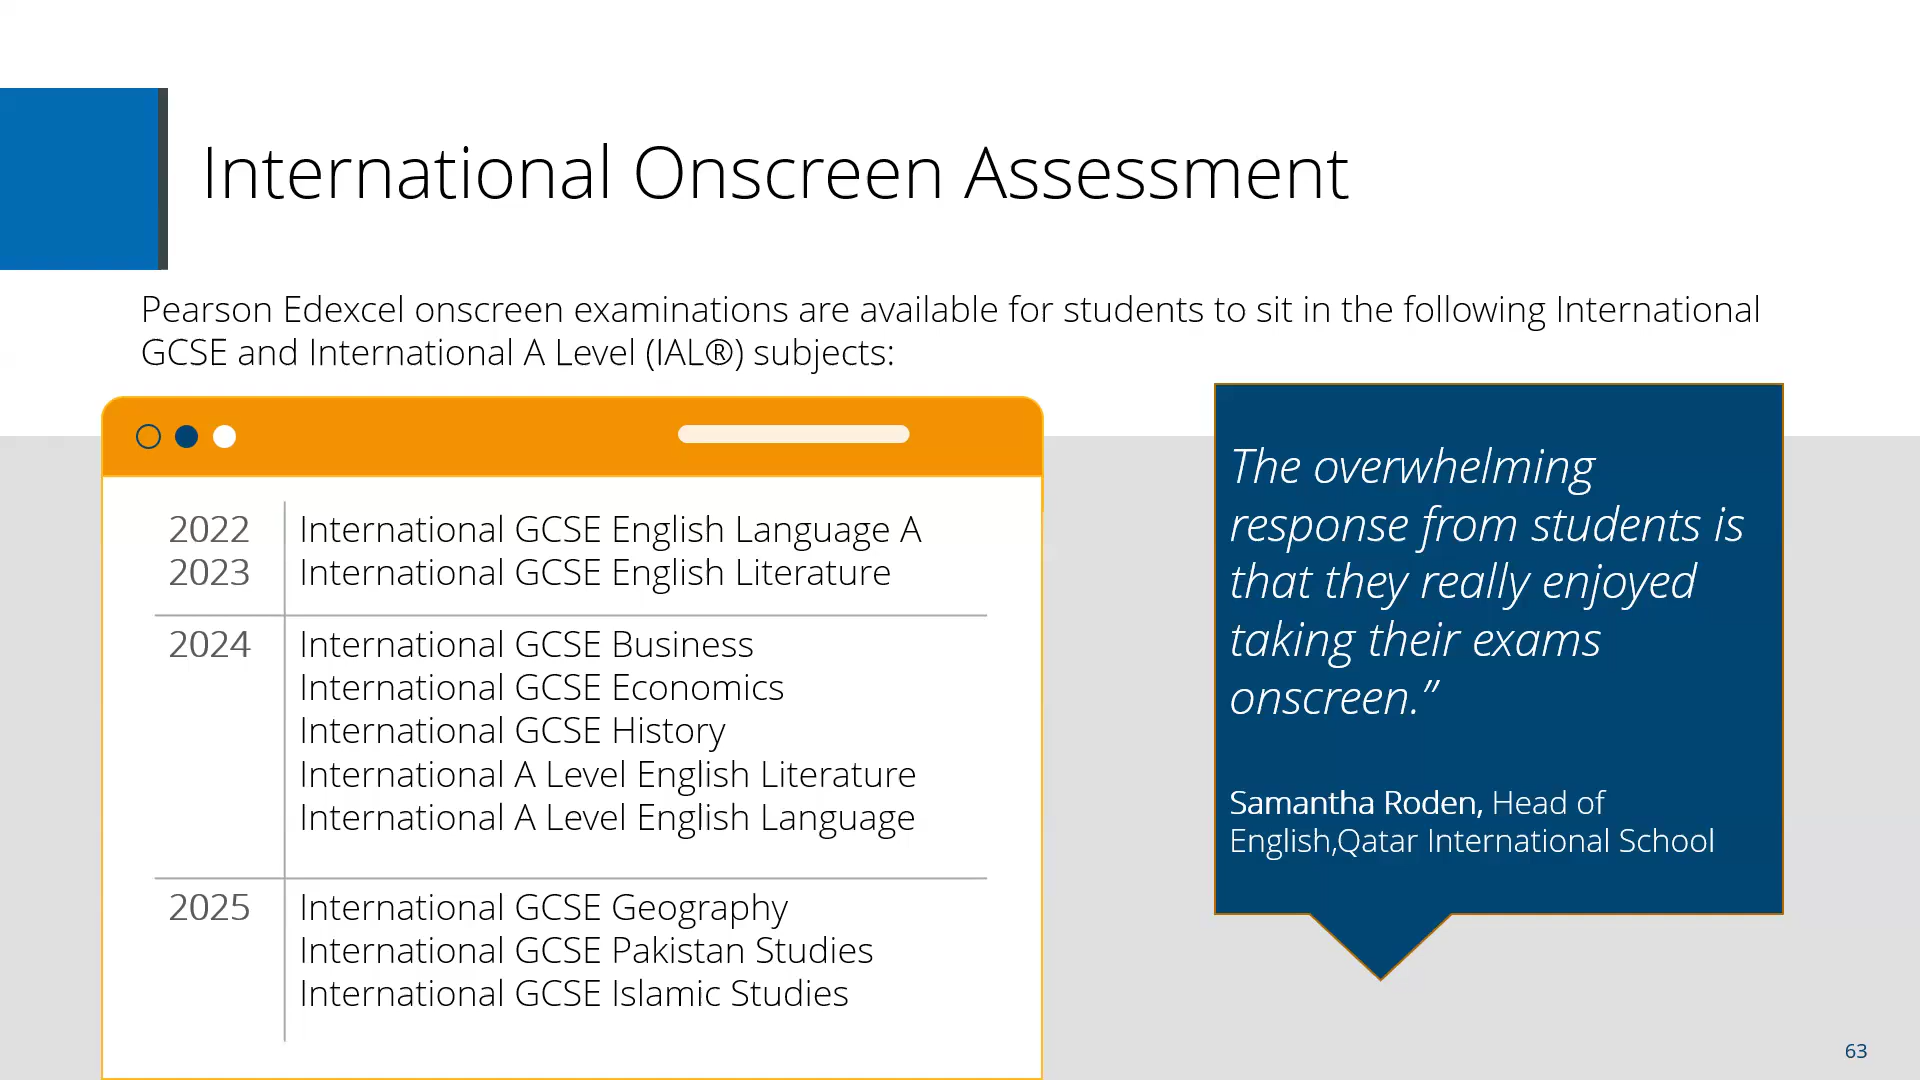 International Onscreen Assessment
Pearson Edexcel onscreen examinations are available for students to sit in the following International
GCSE and International A Level (IAL®) subjects:
2022 International GCSE English Language A
2023 International GCSE English Literature
2024 International GCSE Business
International GCSE Economics
International GCSE History
International A Level English Literature
International A Level English Language
2025 International GCSE Geography
International GCSE Pakistan Studies
International GCSE Islamic Studies
The overwhelming
response from students is
that they really enjoyed
taking their exams
onscreen.”
Samantha Roden, Head of
English,Qatar International School
63